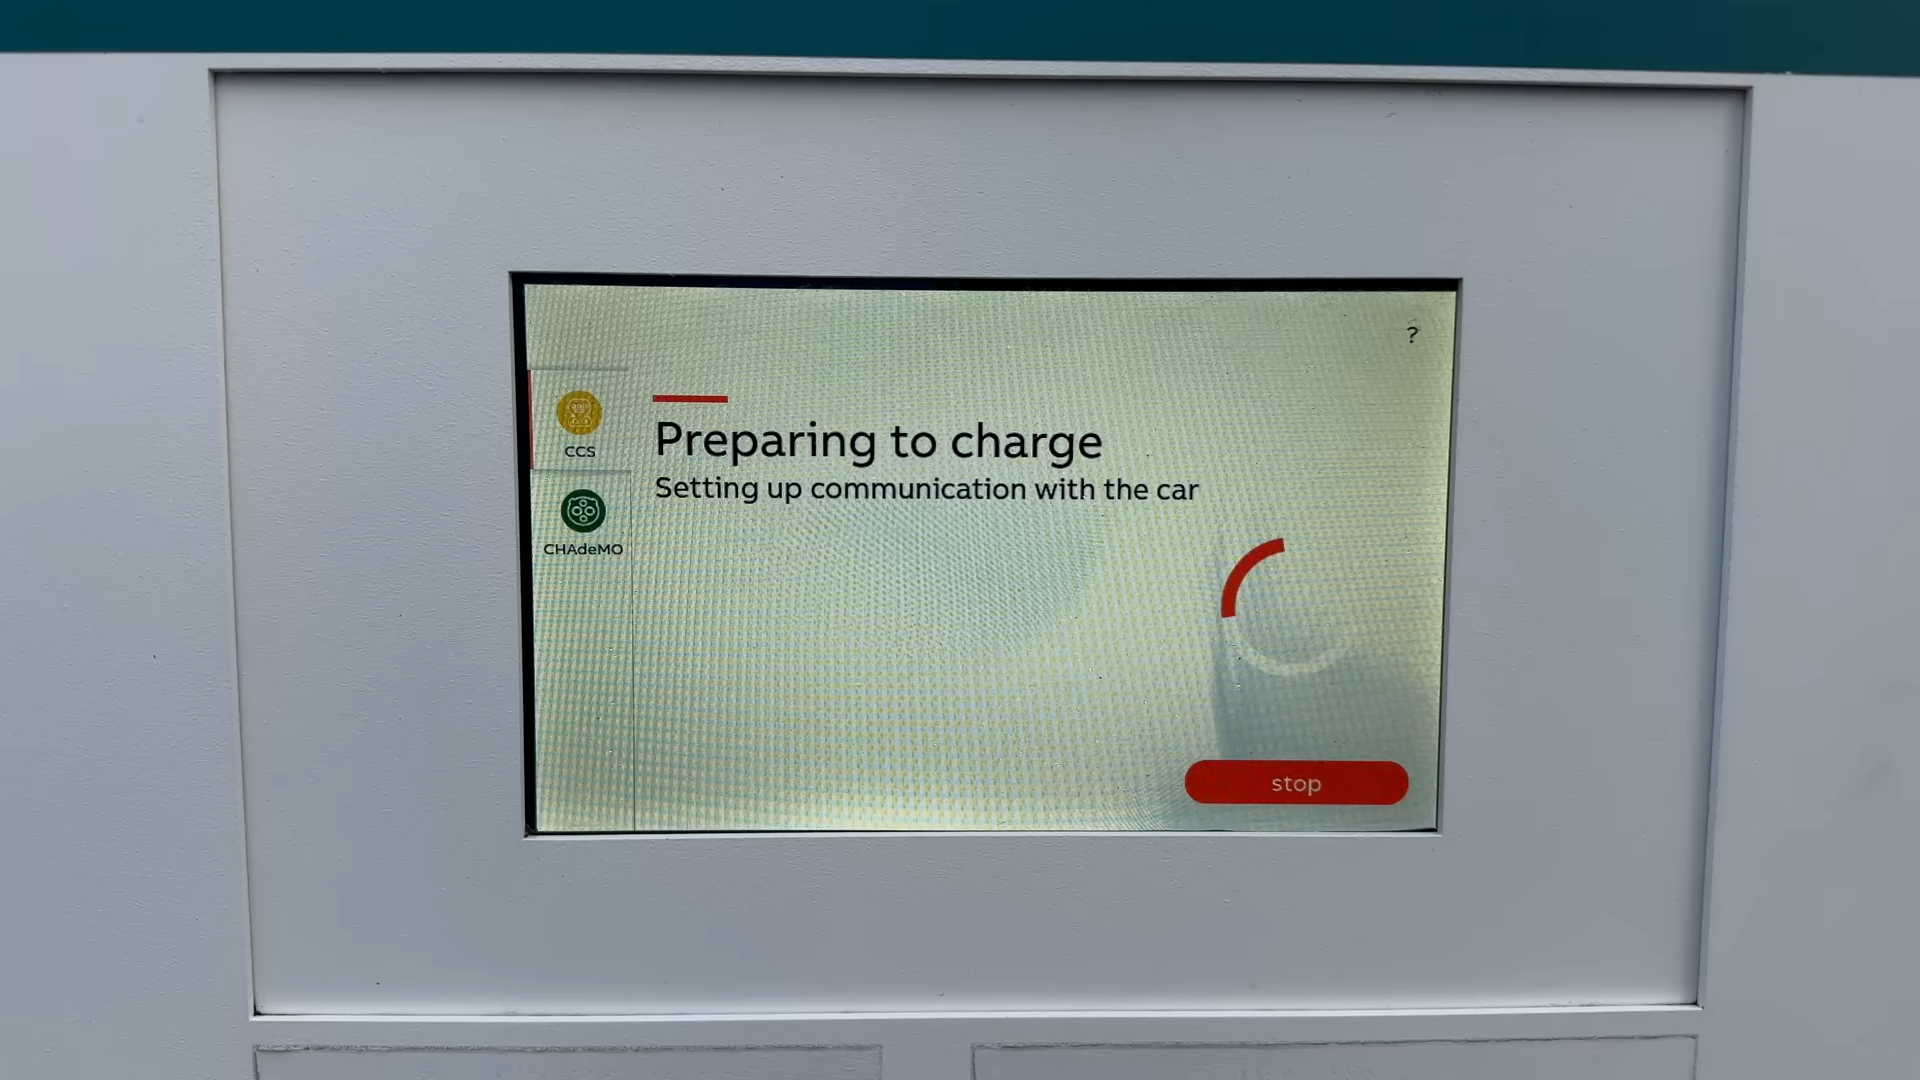 ?
CCS
Preparing to charge
Setting up communication with the car
CHAdeMO
stop